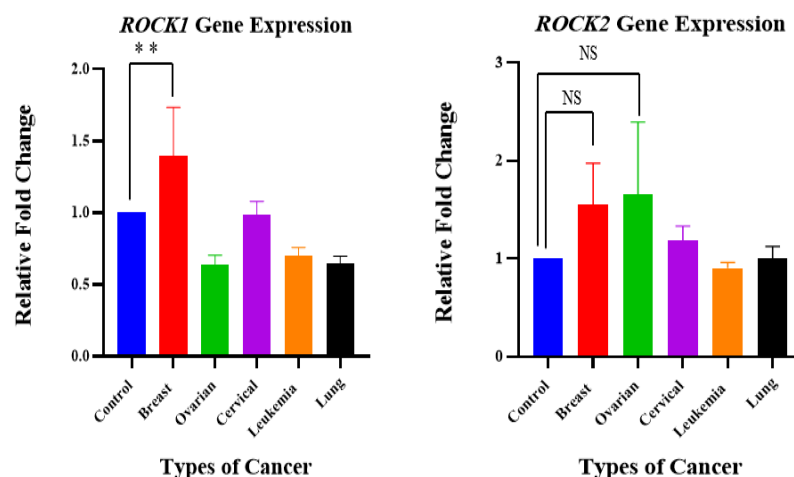 ROCK1 Gene Expression
**
Relative Fold Change
2.0
1.5
1.0
0.5
0.0
Control
Breast
Ovarian
Cervical
Leukemia
Lung
Types of Cancer
ROCK2 Gene Expression
NS
NS
Relative Fold Change
3
2
1
0
Control
Breast
Ovarian
Cervical
Leukemia
Lung
Types of Cancer